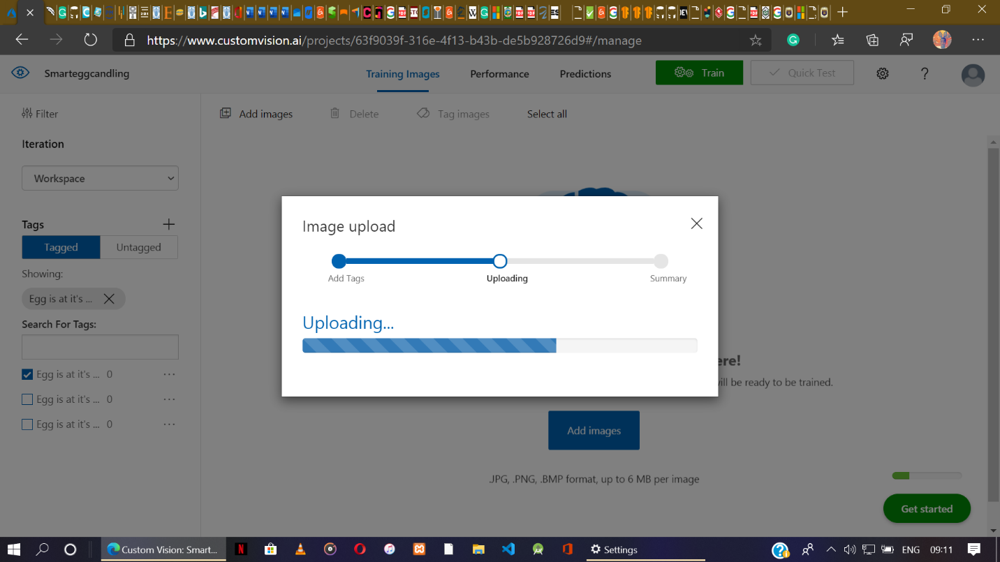 https://www.customvision.ai/projects/63f9039f-316e-4f13-b43b-de5b928726d9#/manage
Smarteggcandling
Training Images
Performance
Predictions
Train
Quick Test
Filter
Add images
Delete
Tag images
Select all
Iteration
Workspace
Tags
Tagged
Untagged
Showing:
Egg is at it's ...
Search For Tags:
Egg is at it's ... 0
Egg is at it's ... 0
Egg is at it's ... 0
Image upload
Add Tags
Uploading
Summary
Uploading...
ere!
will be ready to be trained.
Add images
.JPG, .PNG, .BMP format, up to 6 MB per image
Get started
Custom Vision: Smart...
Settings
ENG
09:11